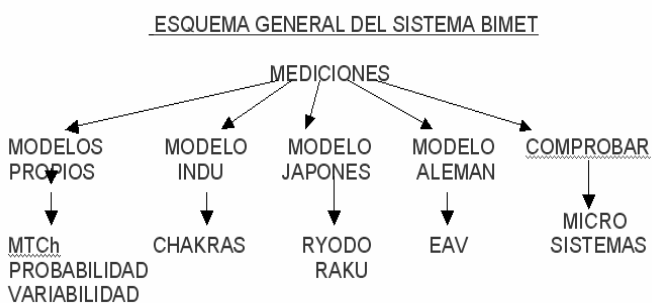 ESQUEMA GENERAL DEL SISTEMA BIMET
MEDICIONES
MODELOS
PROPIOS
MODELO
INDU
MODELO
JAPONES
MODELO
ALEMAN
COMPROBAR
MTCh
PROBABILIDAD
VARIABILIDAD
CHAKRAS
RYODO
RAKU
EAV
MICRO
SISTEMAS